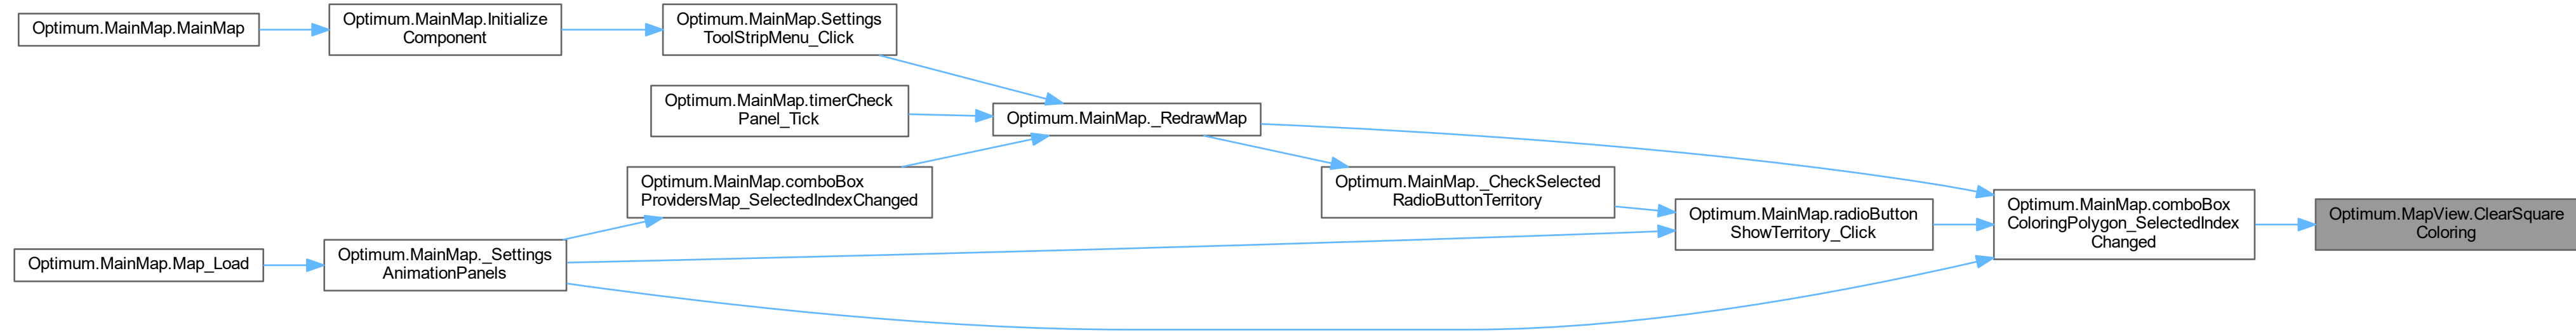 Optimum.MainMap.MainMap
Optimum.MainMap.Initialize
Component
Optimum.MainMap.Settings
ToolStripMenu_Click
Optimum.MainMap.timerCheck
Panel_Tick
Optimum.MainMap._RedrawMap
Optimum.MainMap.comboBox
ProvidersMap_SelectedIndexChanged
Optimum.MainMap._CheckSelected
RadioButtonTerritory
Optimum.MainMap.radioButton
ShowTerritory_Click
Optimum.MainMap.comboBox
ColoringPolygon_SelectedIndex
Changed
Optimum.MapView.ClearSquare
Coloring
Optimum.MainMap.Map_Load
Optimum.MainMap._Settings
AnimationPanels